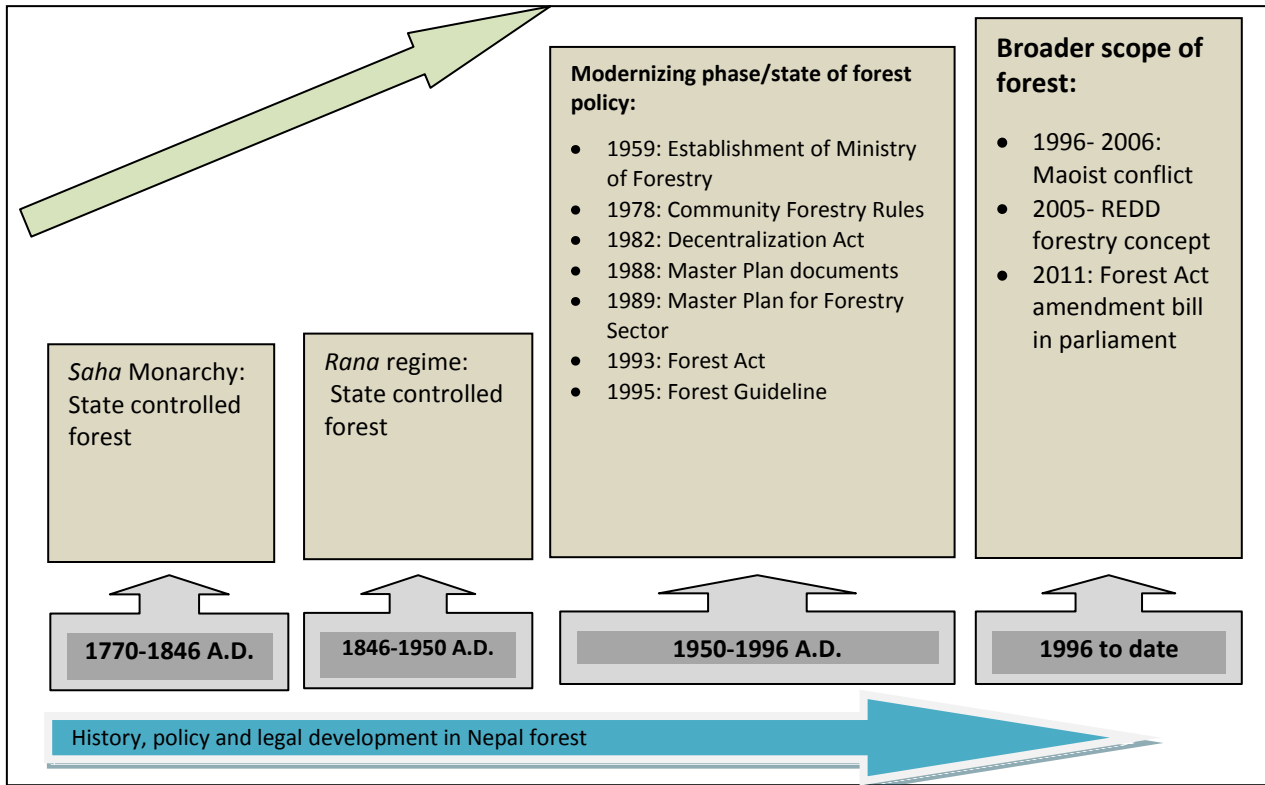 Saha Monarchy:
State controlled
forest
Rana regime:
State controlled
forest
Modernizing phase/state of forest
policy:
• 1959: Establishment of Ministry
of Forestry
• 1978: Community Forestry Rules
• 1982: Decentralization Act
• 1988: Master Plan documents
• 1989: Master Plan for Forestry
Sector
• 1993: Forest Act
• 1995: Forest Guideline
Broader scope of
forest:
• 1996- 2006:
Maoist conflict
• 2005- REDD
forestry concept
• 2011: Forest Act
amendment bill
in parliament
1770-1846 A.D.
1846-1950 A.D.
1950-1996 A.D.
1996 to date
History, policy and legal development in Nepal forest